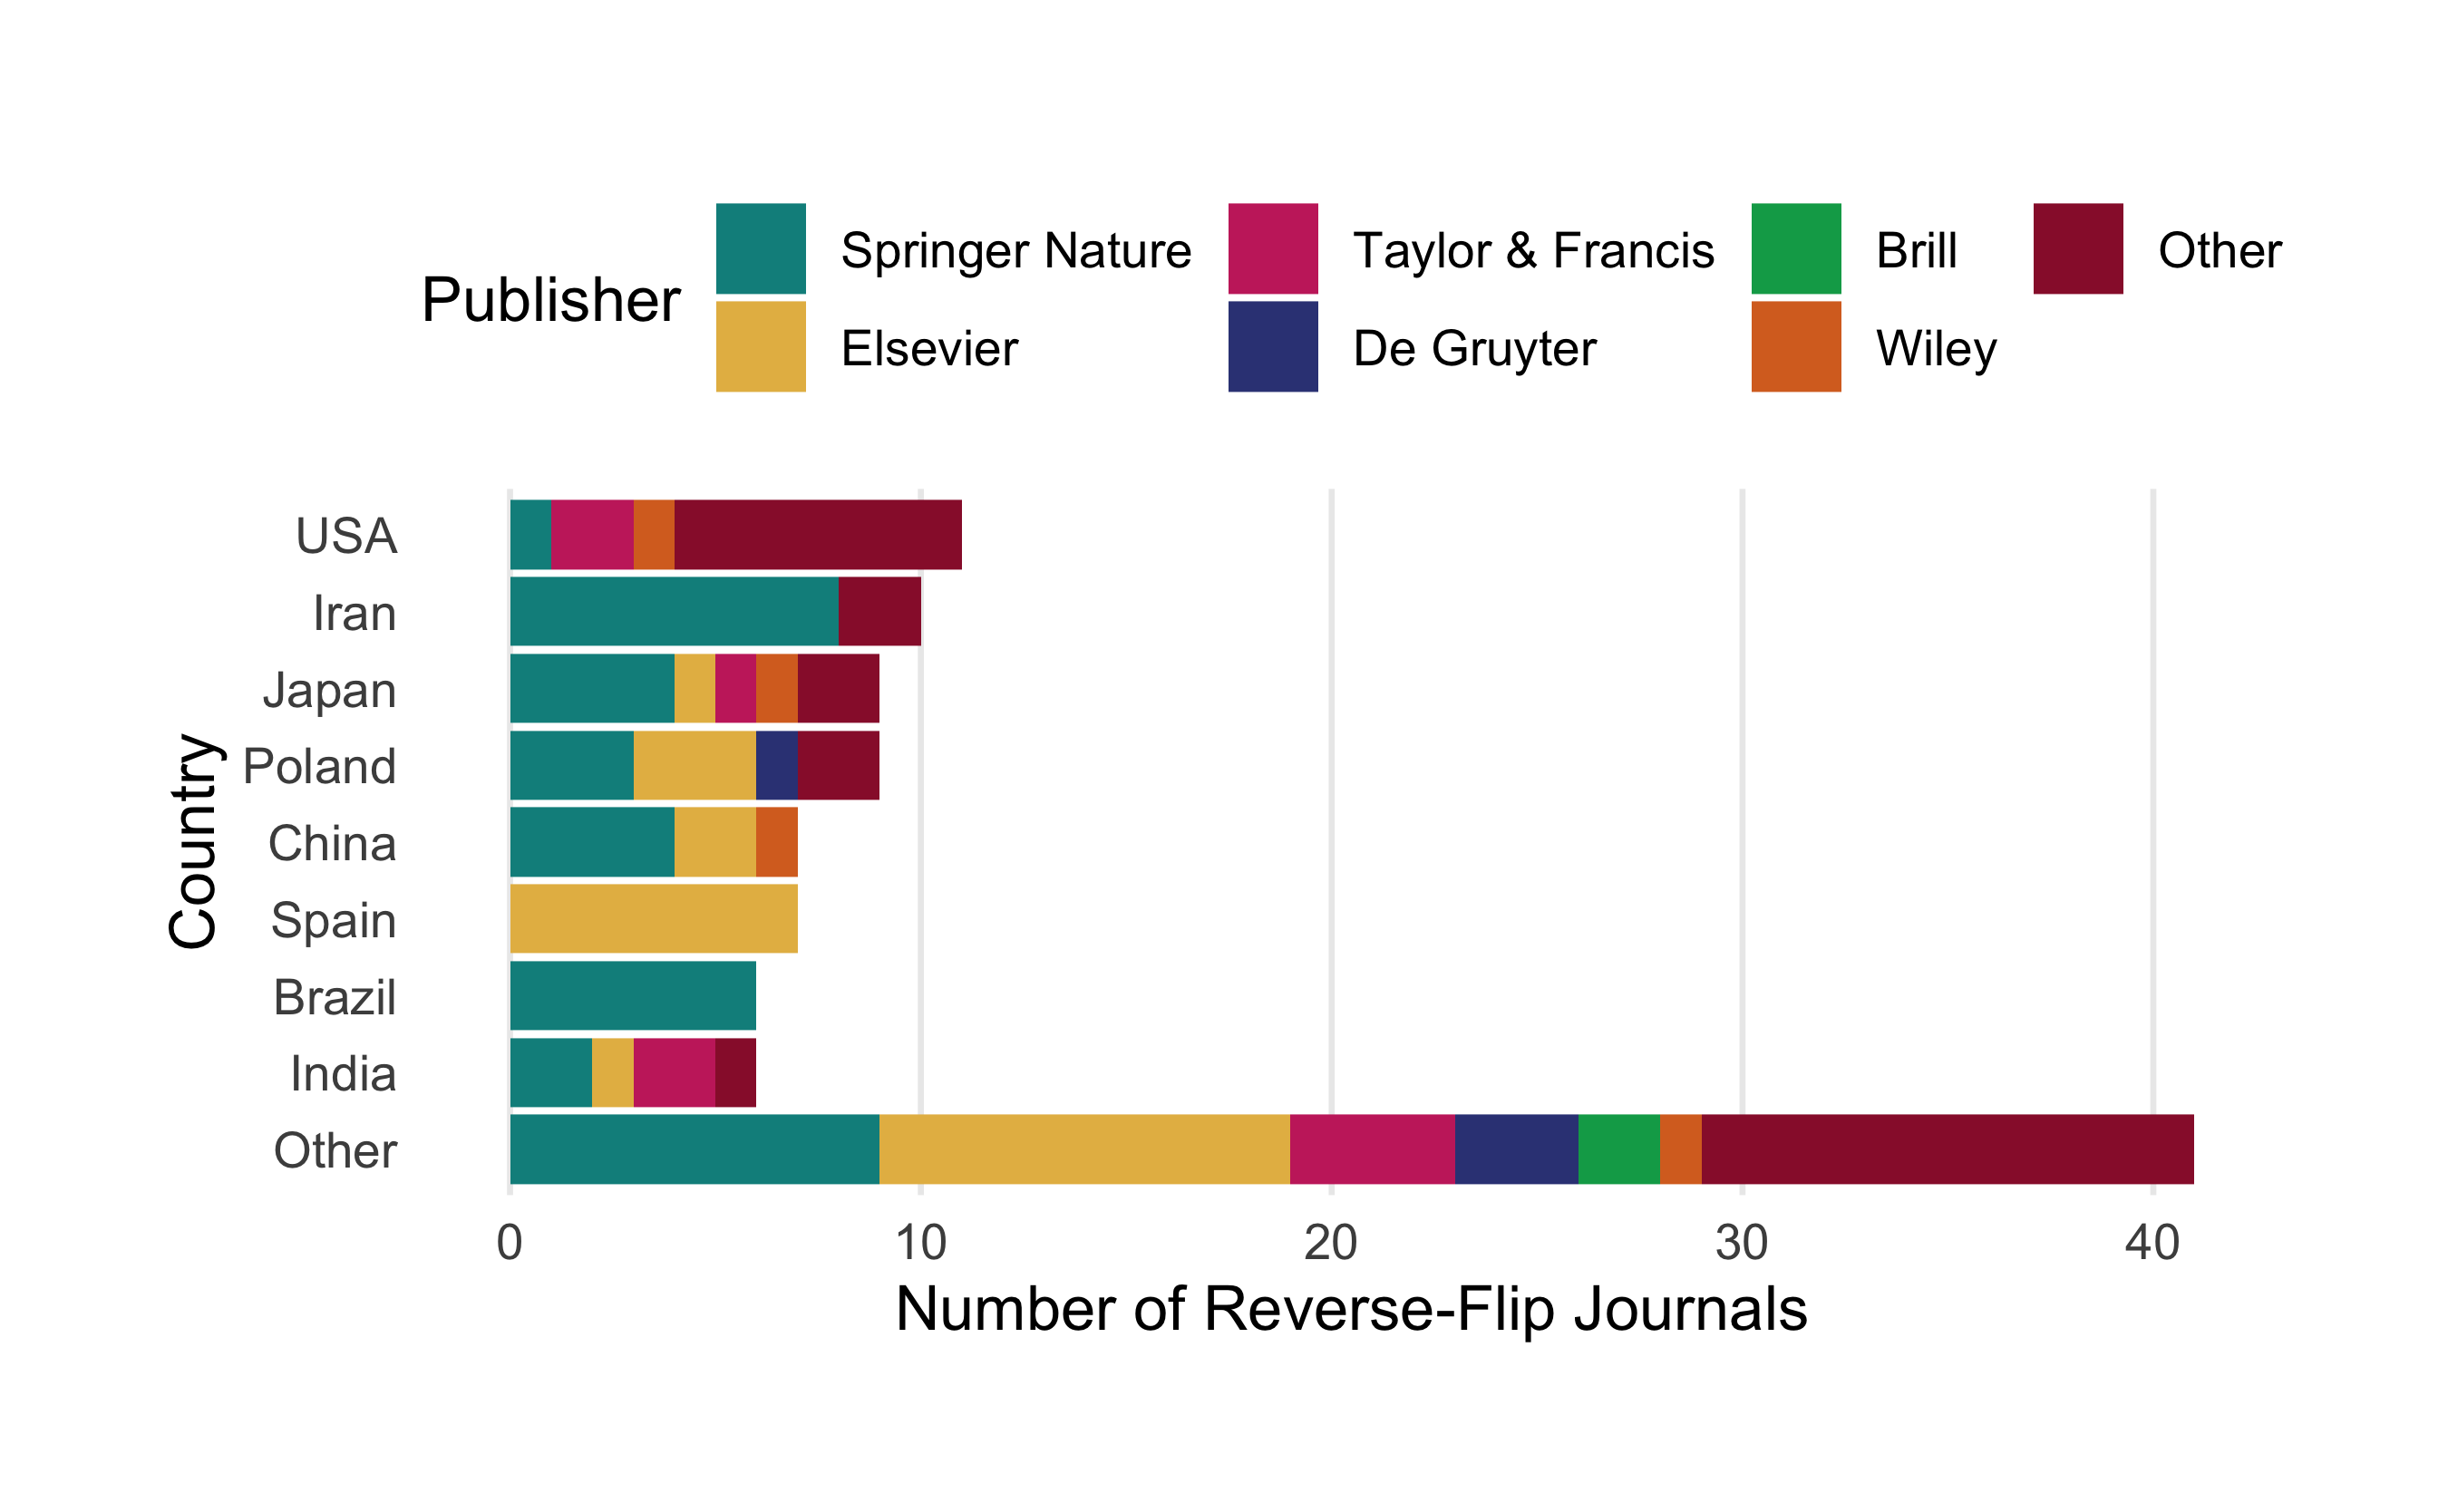 Publisher
Springer Nature
Taylor & Francis
Brill
Other
Elsevier
De Gruyter
Wiley
Country
USA
Iran
Japan
Poland
China
Spain
Brazil
India
Other
0 10 20 30 40
Number of Reverse-Flip Journals